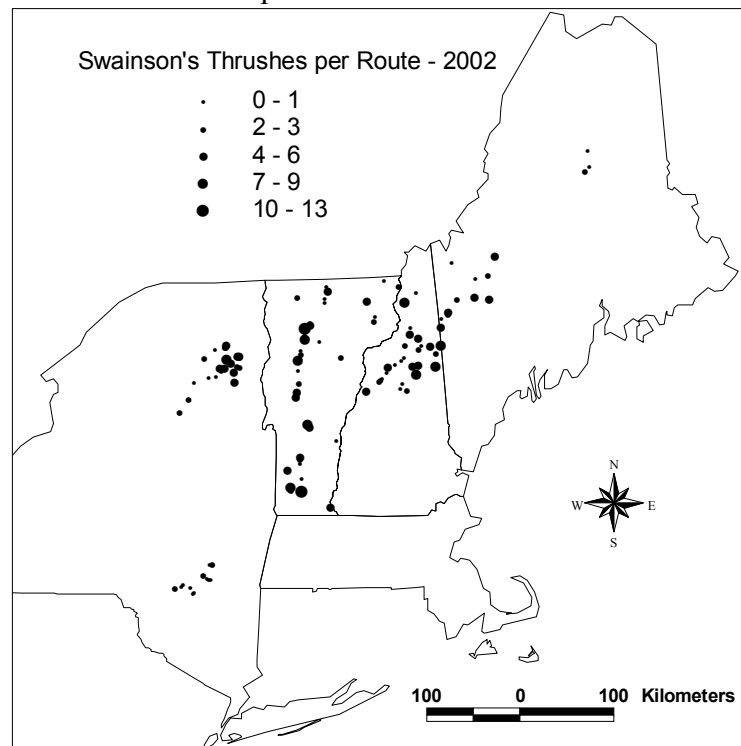 Swainson's Thrushes per Route - 2002
0 - 1
2 - 3
4 - 6
7 - 9
10 - 13
N
W E
S
100 0 100 Kilometers